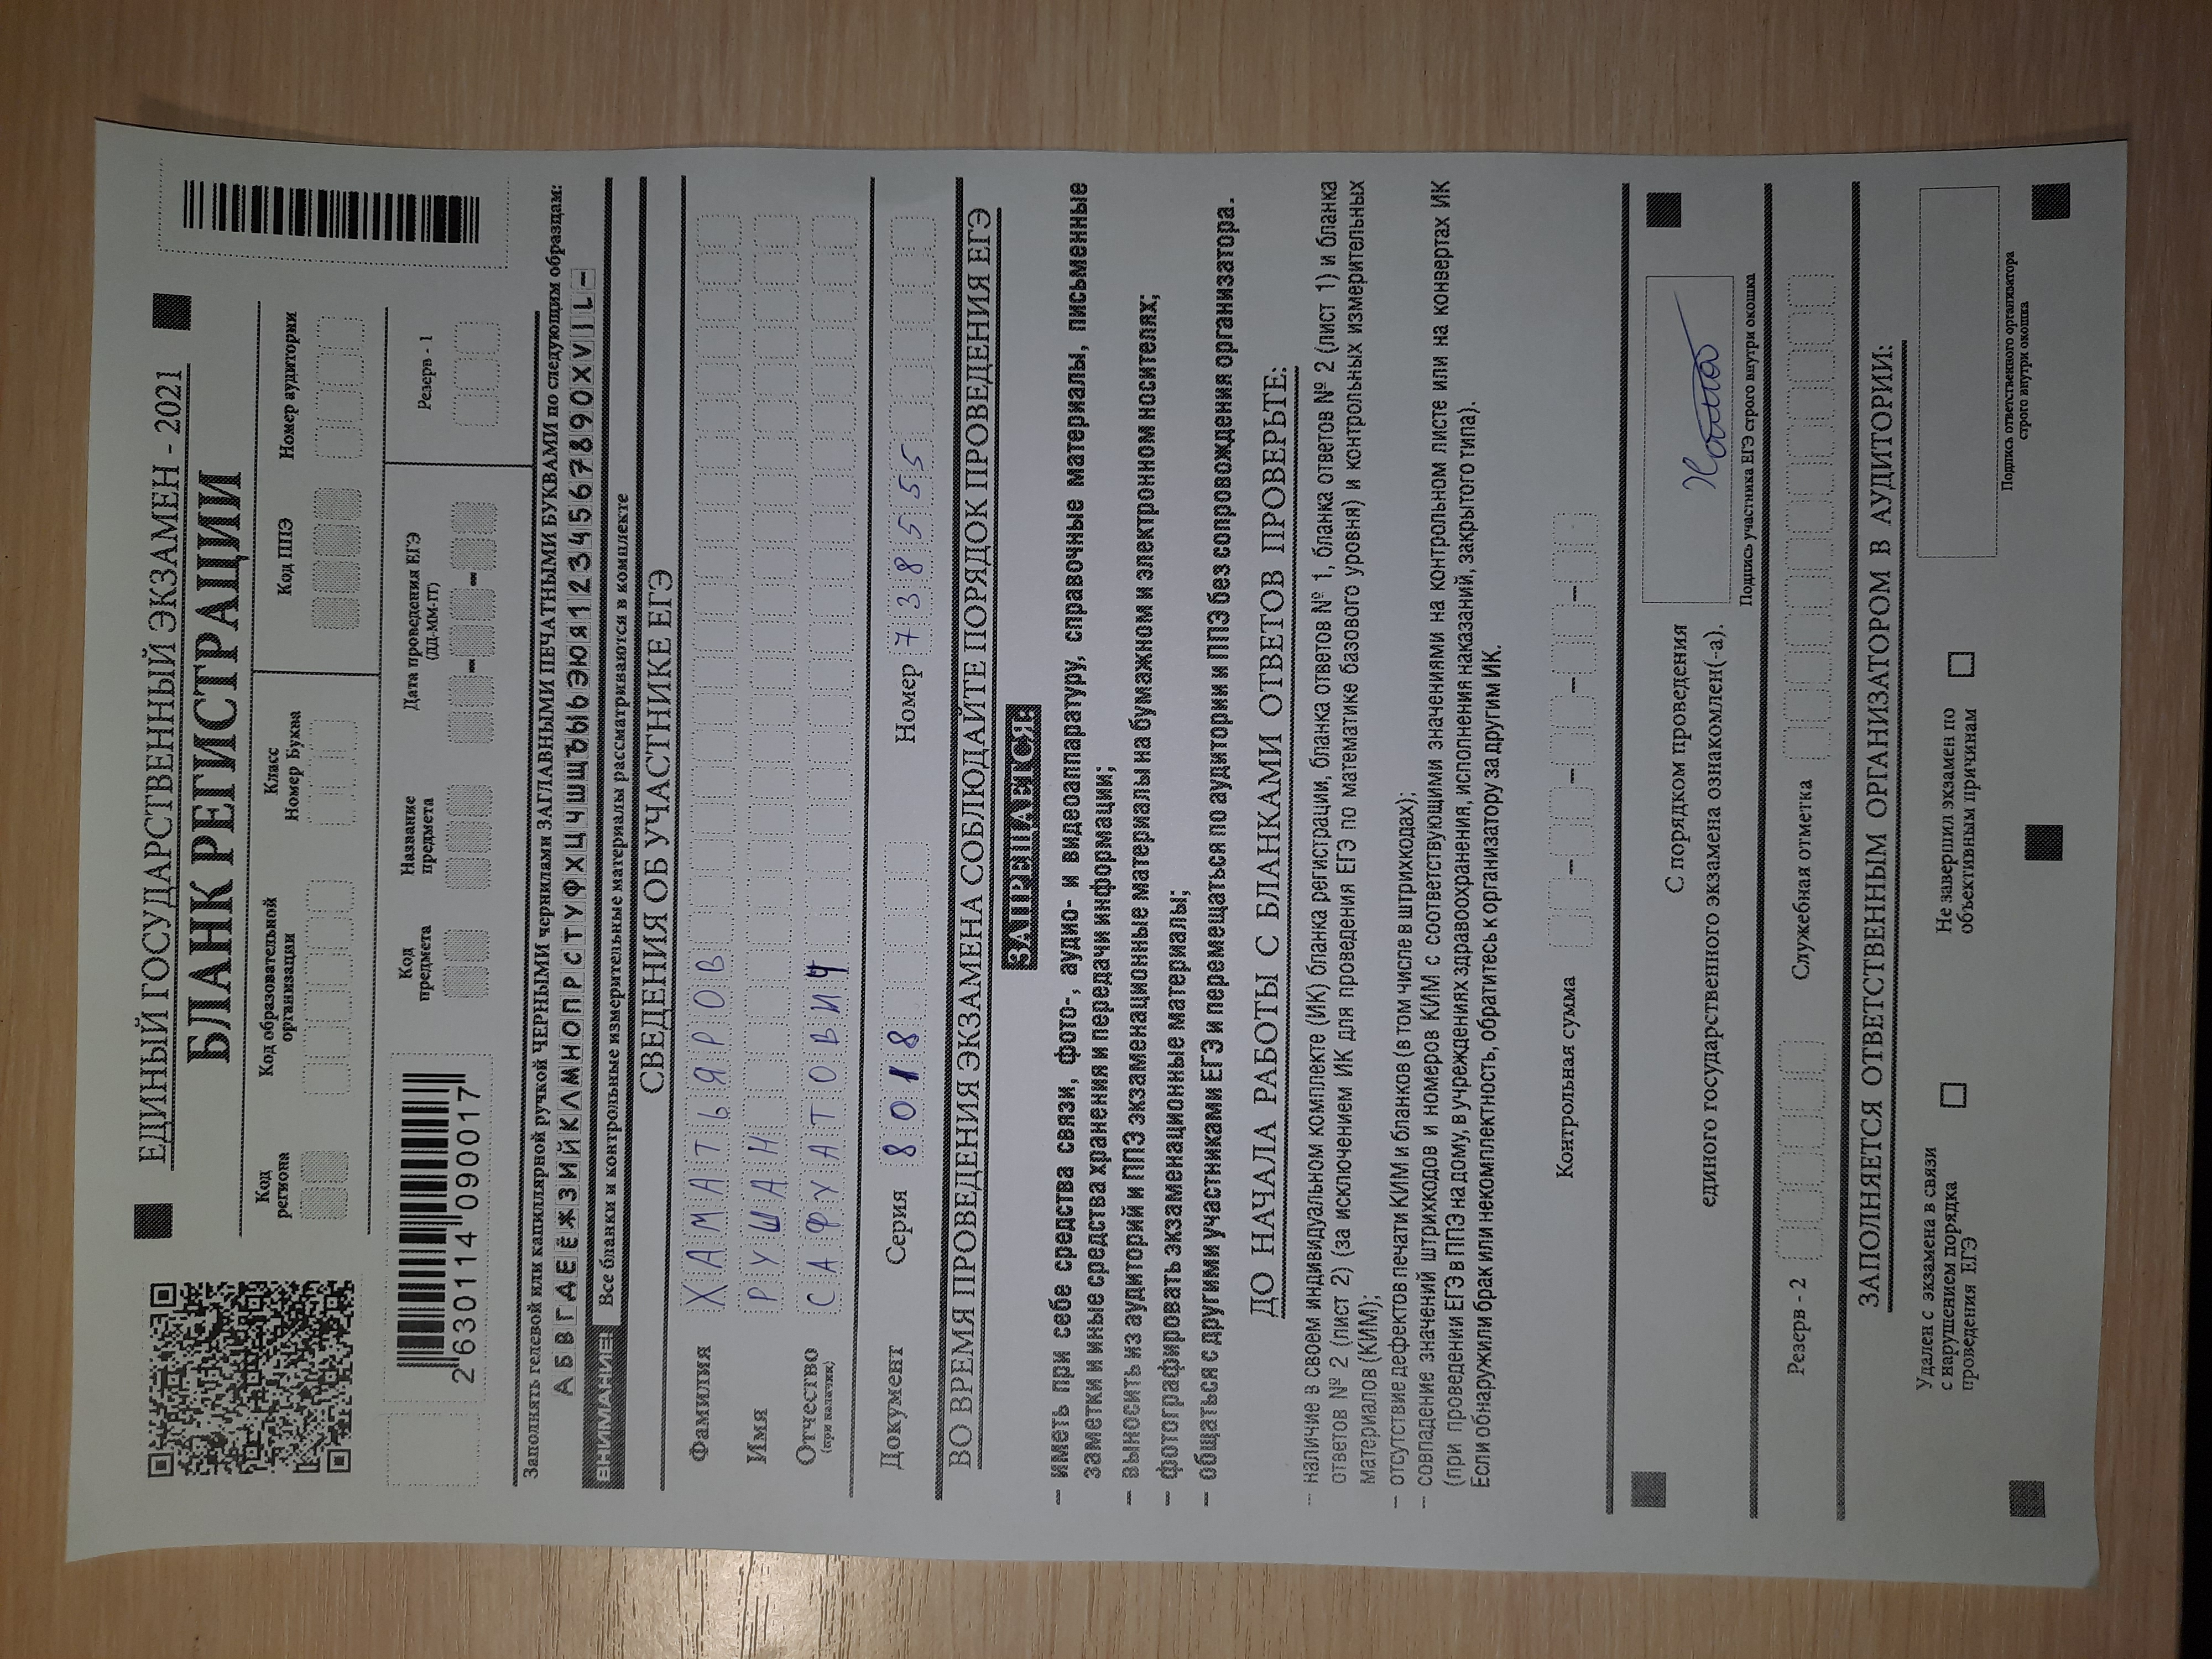 ЕДИНЫЙ ГОСУДАРСТВЕННЫЙ ЭКЗАМЕН - 2021
БЛАНК РЕГИСТРАЦИИ
Код региона
Код образовательной организации
Класс
Номер Буква
Код ППЭ
Номер аудитории
2 630114 090017
Код предмета
Название предмета
Дата проведения ЕГЭ
(ДД-ММ-ГГ)
Резерв - 1
Заполнять гелевой или капиллярной ручкой ЧЕРНЫМИ чернилами ЗАГЛАВНЫМИ ПЕЧАТНЫМИ БУКВАМИ по следующим образцам:
АБВГДЕЁЖЗИЙКЛМНОПРСТУФХЦЧШЩЪЫЬЭЮЯ1234567890XVIL-
ВНИМАНИЕ! Все бланки и контрольные измерительные материалы рассматриваются в комплекте
СВЕДЕНИЯ ОБ УЧАСТНИКЕ ЕГЭ
Фамилия ХАМАТЬЯРОВ
Имя РУШАН
Отчество САФУАТОВИЧ
(при наличии)
Документ Серия 8018 Номер 738555
ВО ВРЕМЯ ПРОВЕДЕНИЯ ЭКЗАМЕНА СОБЛЮДАЙТЕ ПОРЯДОК ПРОВЕДЕНИЯ ЕГЭ
ЗАПРЕЩАЕТСЯ:
– иметь при себе средства связи, фото-, аудио- и видеоаппаратуру, справочные материалы, письменные
заметки и иные средства хранения и передачи информации;
– выносить из аудиторий и ППЭ экзаменационные материалы на бумажном и электронном носителях;
– фотографировать экзаменационные материалы;
– общаться с другими участниками ЕГЭ и перемещаться по аудитории и ППЭ без сопровождения организатора.
ДО НАЧАЛА РАБОТЫ С БЛАНКАМИ ОТВЕТОВ ПРОВЕРЬТЕ:
– наличие в своем индивидуальном комплекте (ИК) бланка регистрации, бланка ответов № 1, бланка ответов № 2 (лист 1) и бланка
ответов № 2 (лист 2) (за исключением ИК для проведения ЕГЭ по математике базового уровня) и контрольных измерительных
материалов (КИМ);
– отсутствие дефектов печати КИМ и бланков (в том числе в штрихкодах);
– совпадение значений штрихкодов и номеров КИМ с соответствующими значениями на контрольном листе или на конвертах ИК
(при проведении ЕГЭ в ППЭ на дому, в учреждениях здравоохранения, исполнения наказаний, закрытого типа).
Если обнаружили брак или некомплектность, обратитесь к организатору за другим ИК.
Контрольная сумма
С порядком проведения
единого государственного экзамена ознакомлен(-а).
Подпись участника ЕГЭ строго внутри окошка
Резерв - 2 Служебная отметка
ЗАПОЛНЯЕТСЯ ОТВЕТСТВЕННЫМ ОРГАНИЗАТОРОМ В АУДИТОРИИ:
Удален с экзамена в связи
с нарушением порядка
проведения ЕГЭ
Не завершил экзамен по
объективным причинам
Подпись ответственного организатора
строго внутри окошка